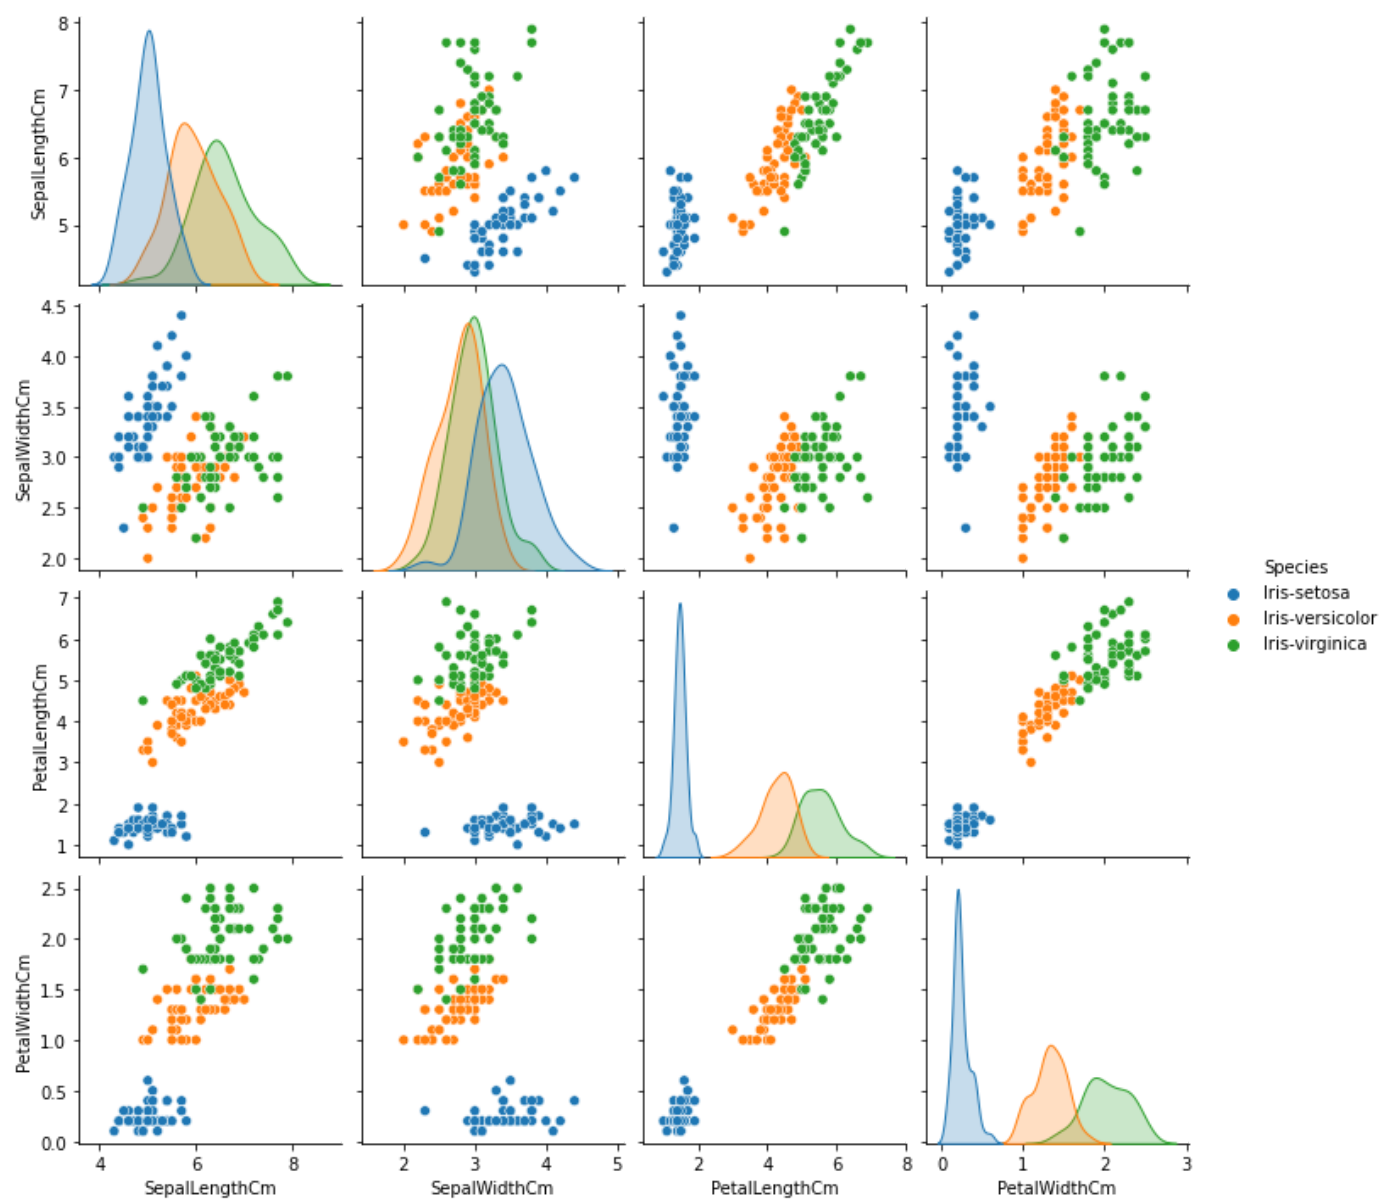 8
7
6
5
SepalLengthCm
4.5
4.0
3.5
3.0
2.5
2.0
SepalWidthCm
Species
Iris-setosa
Iris-versicolor
Iris-virginica
7
6
5
4
3
2
1
PetalLengthCm
2.5
2.0
1.5
1.0
0.5
0.0
PetalWidthCm
4 6 8 2 3 4 5 2 4 6 8 0 1 2 3
SepalLengthCm SepalWidthCm PetalLengthCm PetalWidthCm